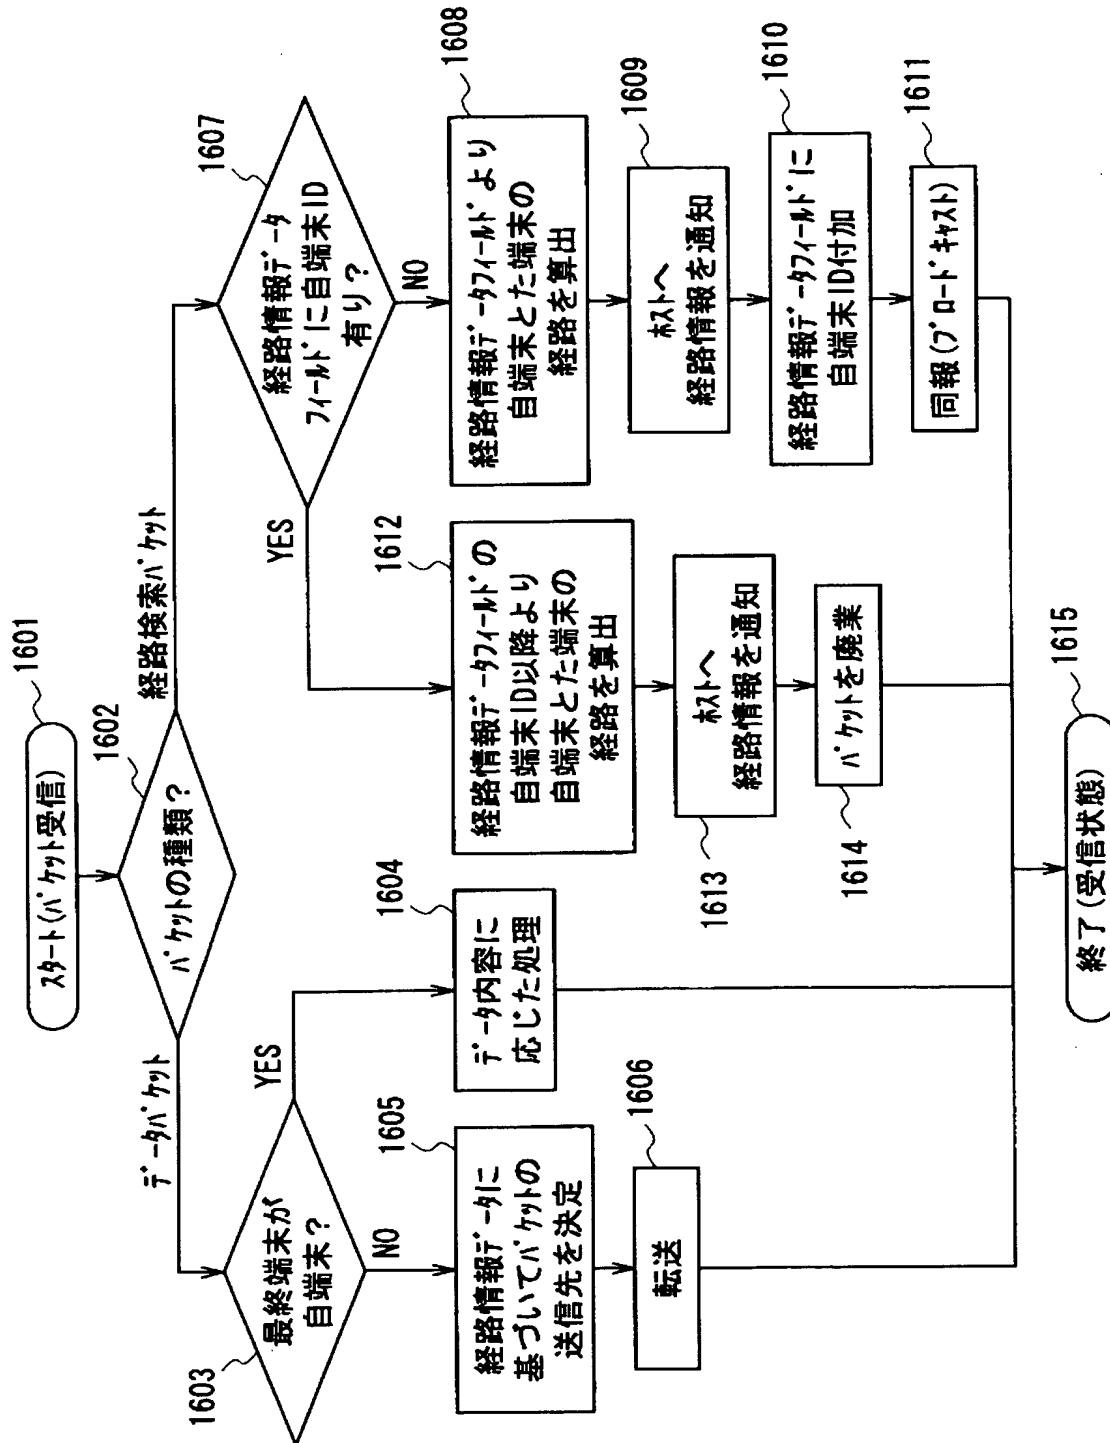 スタート(パケット受信)
1601
パケットの種類?
1602
データパケット
経路検索パケット
最終端末が
自端末?
1603
YES
NO
データ内容に
応じた処理
1604
経路情報データに
基づいてパケットの
送信先を決定
1605
転送
1606
経路情報データ
フィールドに自端末ID
有り?
1607
YES
NO
経路情報データフィールドより
自端末とた端末の
経路を算出
1608
ホストへ
経路情報を通知
1609
経路情報データフィールドに
自端末ID付加
1610
同報(ブロードキャスト)
1611
経路情報データフィールドの
自端末ID以降より
自端末とた端末の
経路を算出
1612
ホストへ
経路情報を通知
1613
パケットを廃業
1614
終了(受信状態)
1615